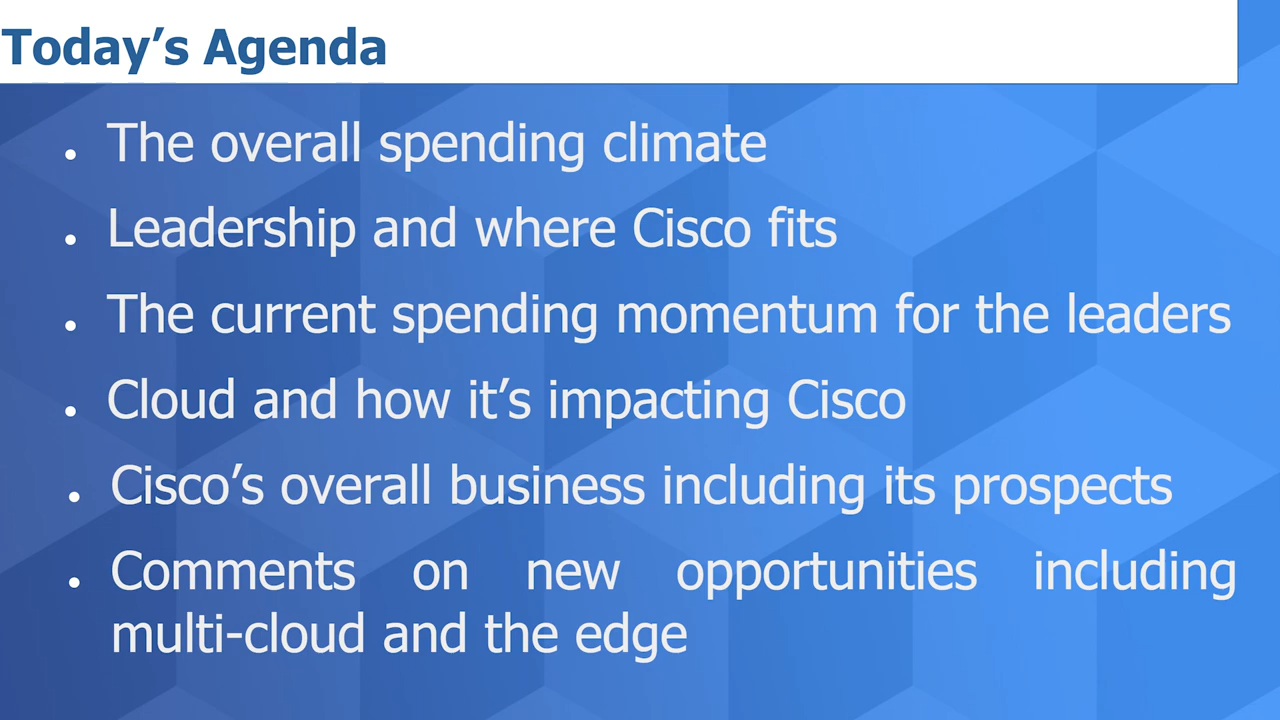 Today’s Agenda
• The overall spending climate
• Leadership and where Cisco fits
• The current spending momentum for the leaders
• Cloud and how it’s impacting Cisco
• Cisco’s overall business including its prospects
• Comments on new opportunities including
multi-cloud and the edge